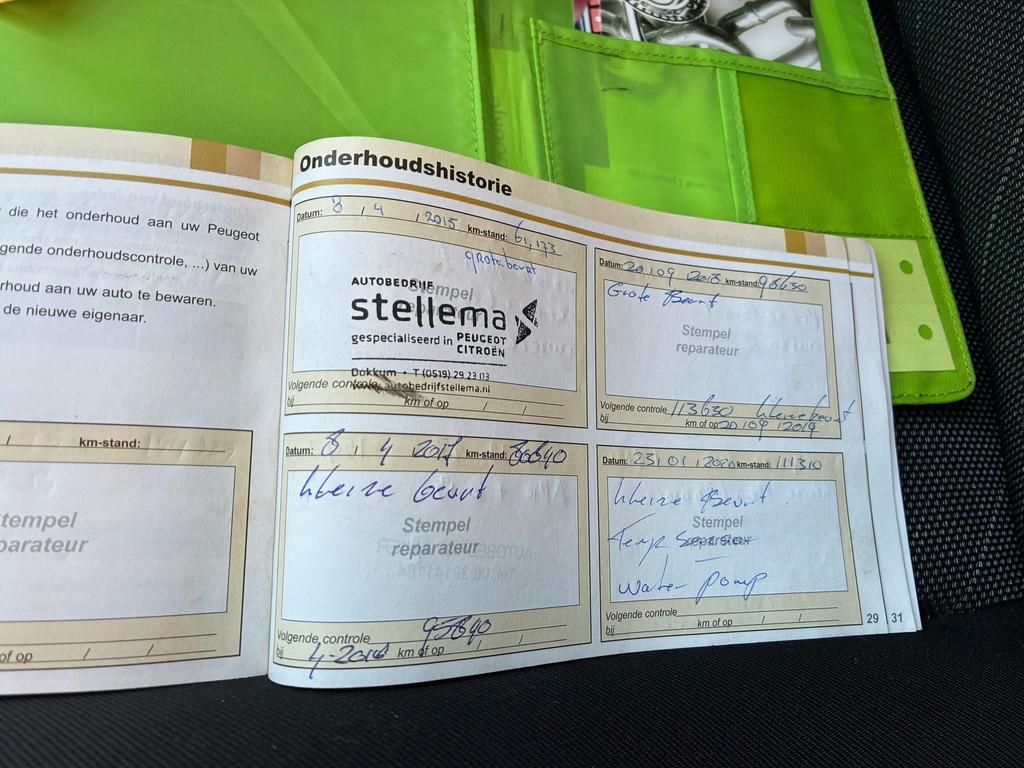 die het onderhoud aan uw Peugeot
gende onderhoudscontrole, ...) van uw
rhoud aan uw auto te bewaren.
de nieuwe eigenaar.
/ km-stand:
tempel
parateur
of op / /
Onderhoudshistorie
Datum: 8 / 4 / 2015 km-stand: 61,173
grote beurt
Stempel
AUTOBEDRIJF
stellema
gespecialiseerd in PEUGEOT
CITROËN
Dokkum • T (0519) 29 23 03
autobedrijfstellema.nl
Volgende controle
bij km of op / /
Datum: 20 / 09 / 2018 km-stand: 96630
Grote Beurt
Stempel
reparateur
Volgende controle 113630 kleine beurt
bij km of op 20 / 09 / 2019
Datum: 8 / 4 2017 km-stand: 80640
kleine beurt
Stempel
reparateur
Volgende controle 95640
bij km of op / /
Datum: 23 / 01 / 2020 km-stand: 111310
kleine Beurt
Stempel
Temp Sensor
reparateur
water pomp
Volgende controle
bij km of op / /
29 31